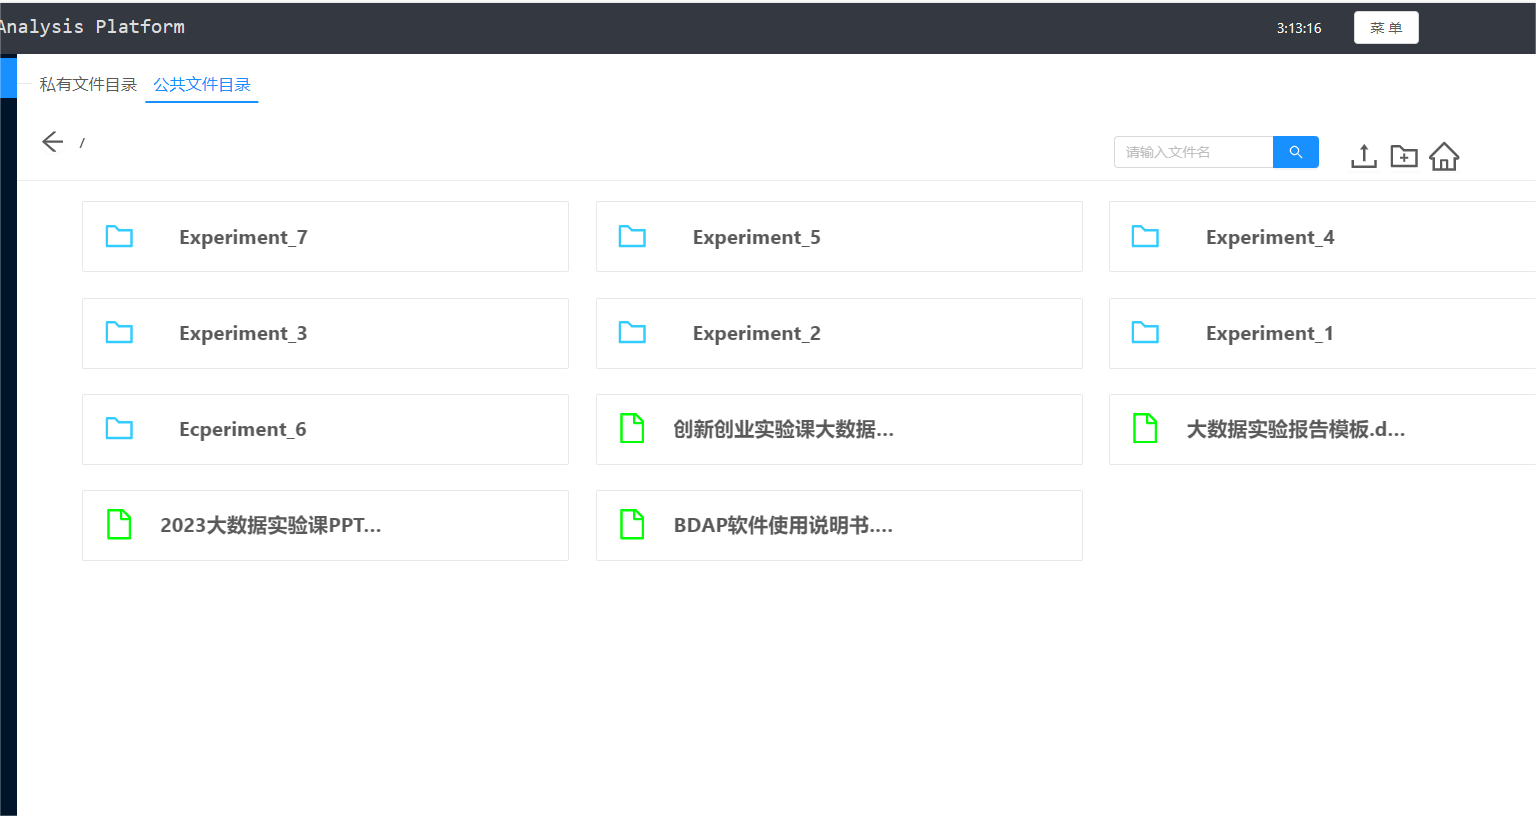 Analysis Platform
3:13:16
菜 单
私有文件目录 公共文件目录
/
请输入文件名
Experiment_7
Experiment_5
Experiment_4
Experiment_3
Experiment_2
Experiment_1
Ecperiment_6
创新创业实验课大数据...
大数据实验报告模板.d...
2023大数据实验课PPT...
BDAP软件使用说明书....